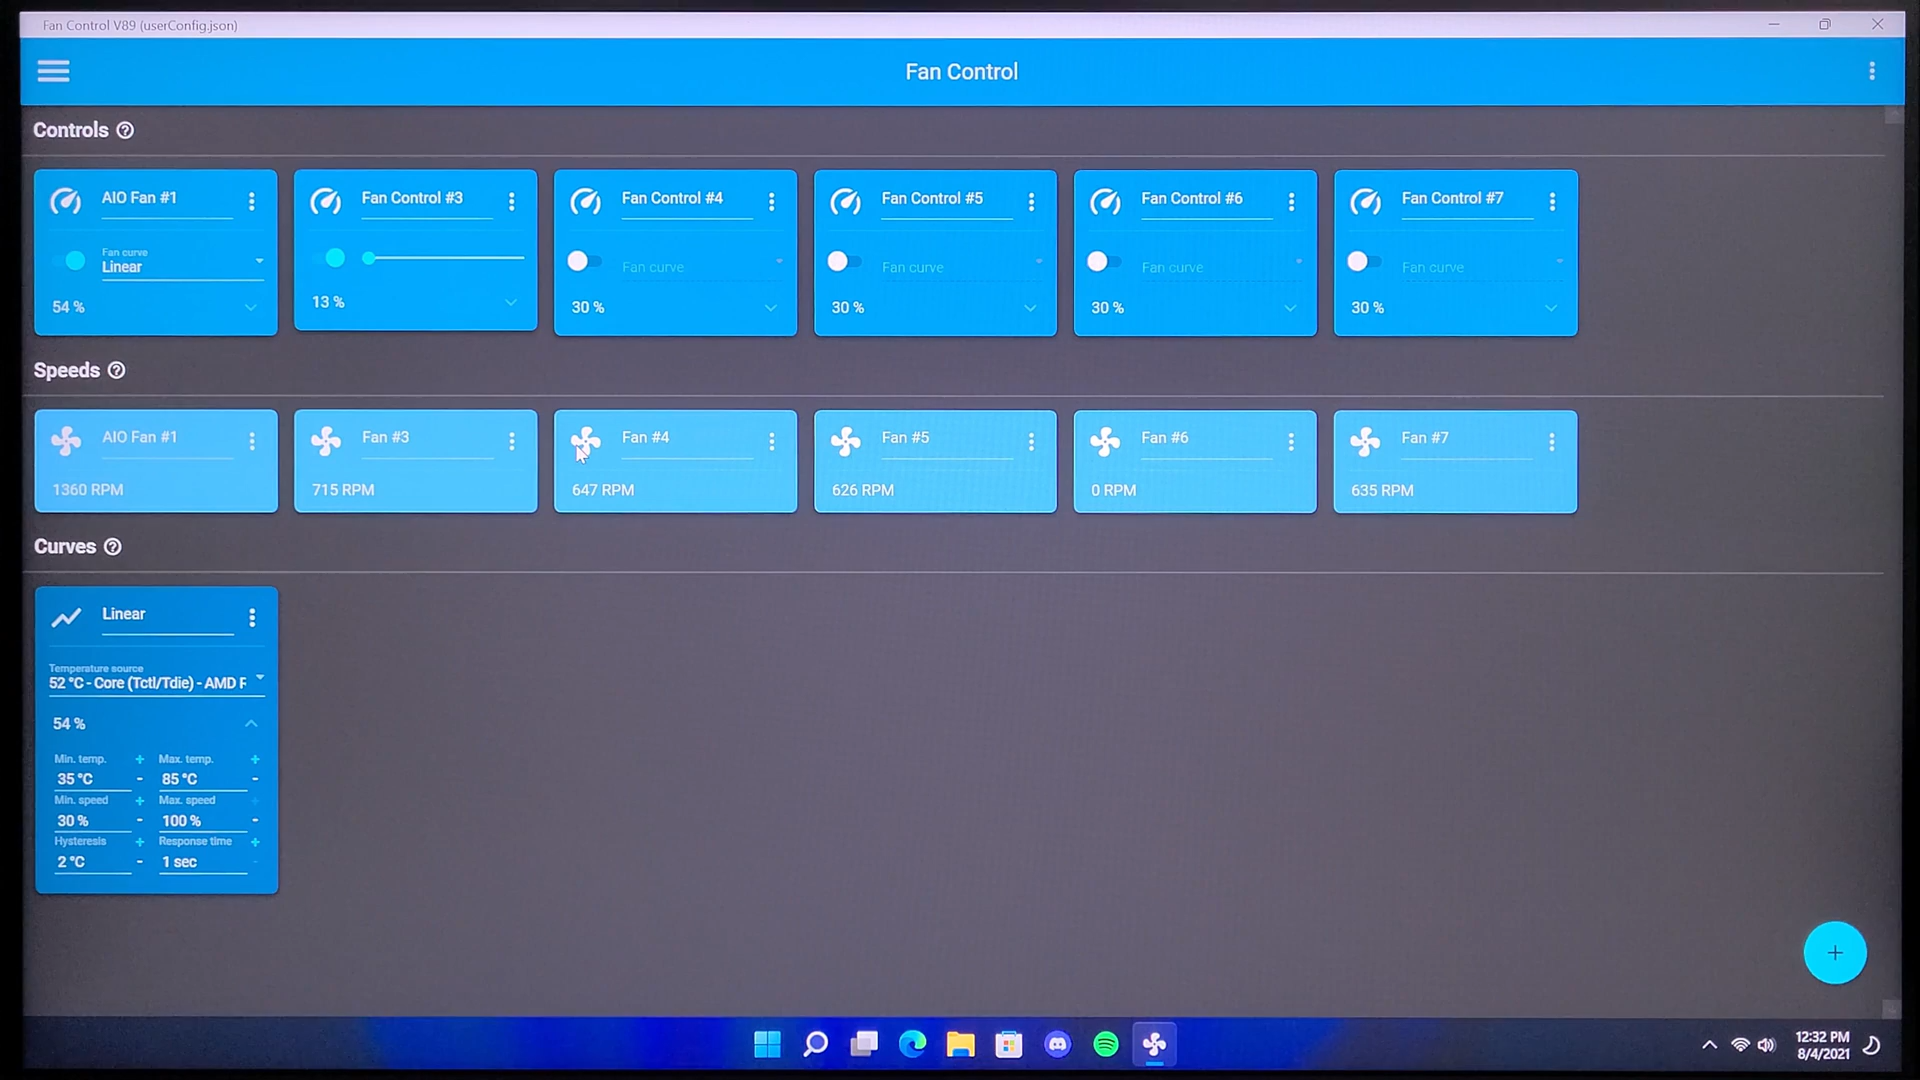 Fan Control V89 (userConfig.json)
Fan Control
Controls
AIO Fan #1
Fan curve
Linear
54 %
Fan Control #3
13 %
Fan Control #4
Fan curve
30 %
Fan Control #5
Fan curve
30 %
Fan Control #6
Fan curve
30 %
Fan Control #7
Fan curve
30 %
Speeds
AIO Fan #1
1360 RPM
Fan #3
715 RPM
Fan #4
647 RPM
Fan #5
626 RPM
Fan #6
0 RPM
Fan #7
635 RPM
Curves
Linear
Temperature source
52 °C - Core (Tctl/Tdie) - AMD
54 %
Min. temp. + Max. temp. +
35 °C - 85 °C -
Min. speed + Max. speed +
30 % - 100 % -
Hysteresis + Response time +
2 °C - 1 sec -
12:32 PM
8/4/2021